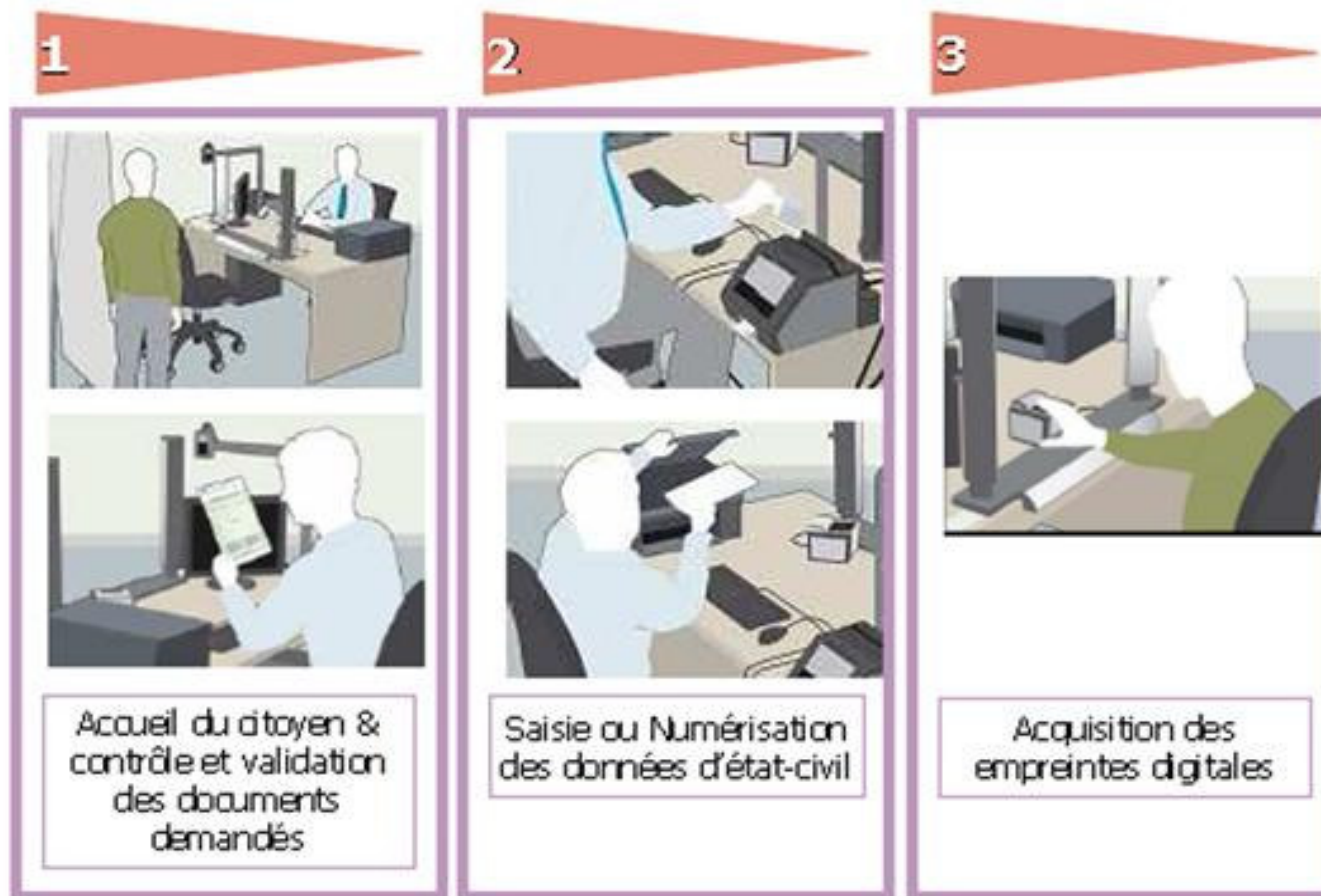 1
2
3
Accueil du citoyen &
contrôle et validation
des documents
demandés
Saisie ou Numérisation
des données d'état-civil
Acquisition des
empreintes digitales